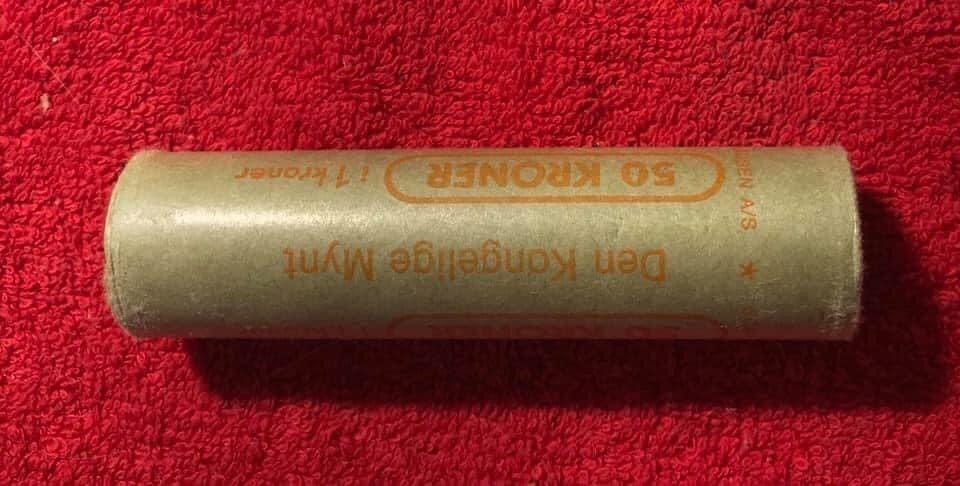 Den Kongelige Mynt
50 KRONER i 1 kroner
A/S ★